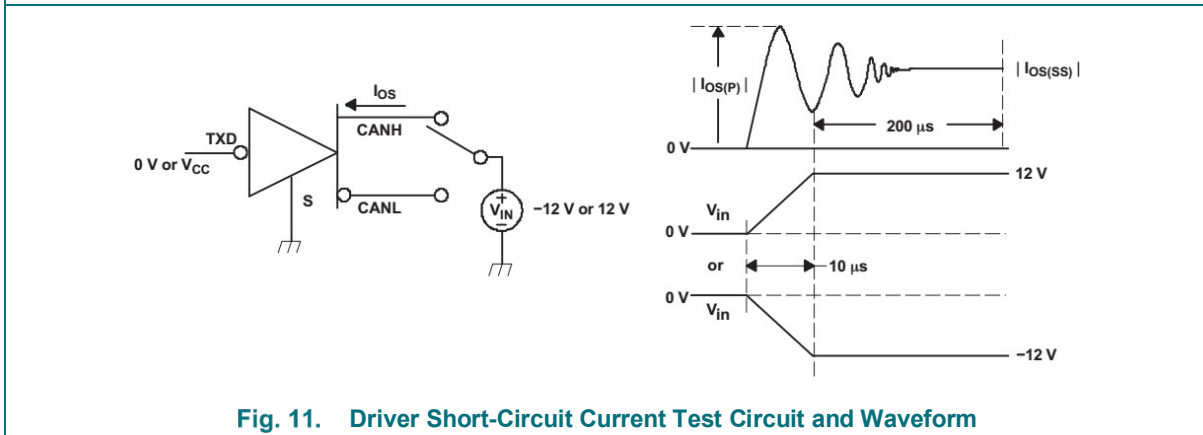 TXD
0 V or VCC
S
IOS
CANH
CANL
VIN
+
−
−12 V or 12 V
| IOS(P) |
| IOS(SS) |
200 μs
0 V
12 V
Vin
0 V
or
10 μs
0 V
Vin
−12 V
Fig. 11. Driver Short-Circuit Current Test Circuit and Waveform